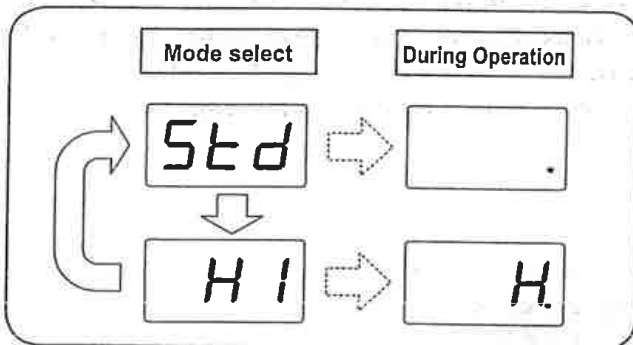 Mode select During Operation
Std .
HI H.